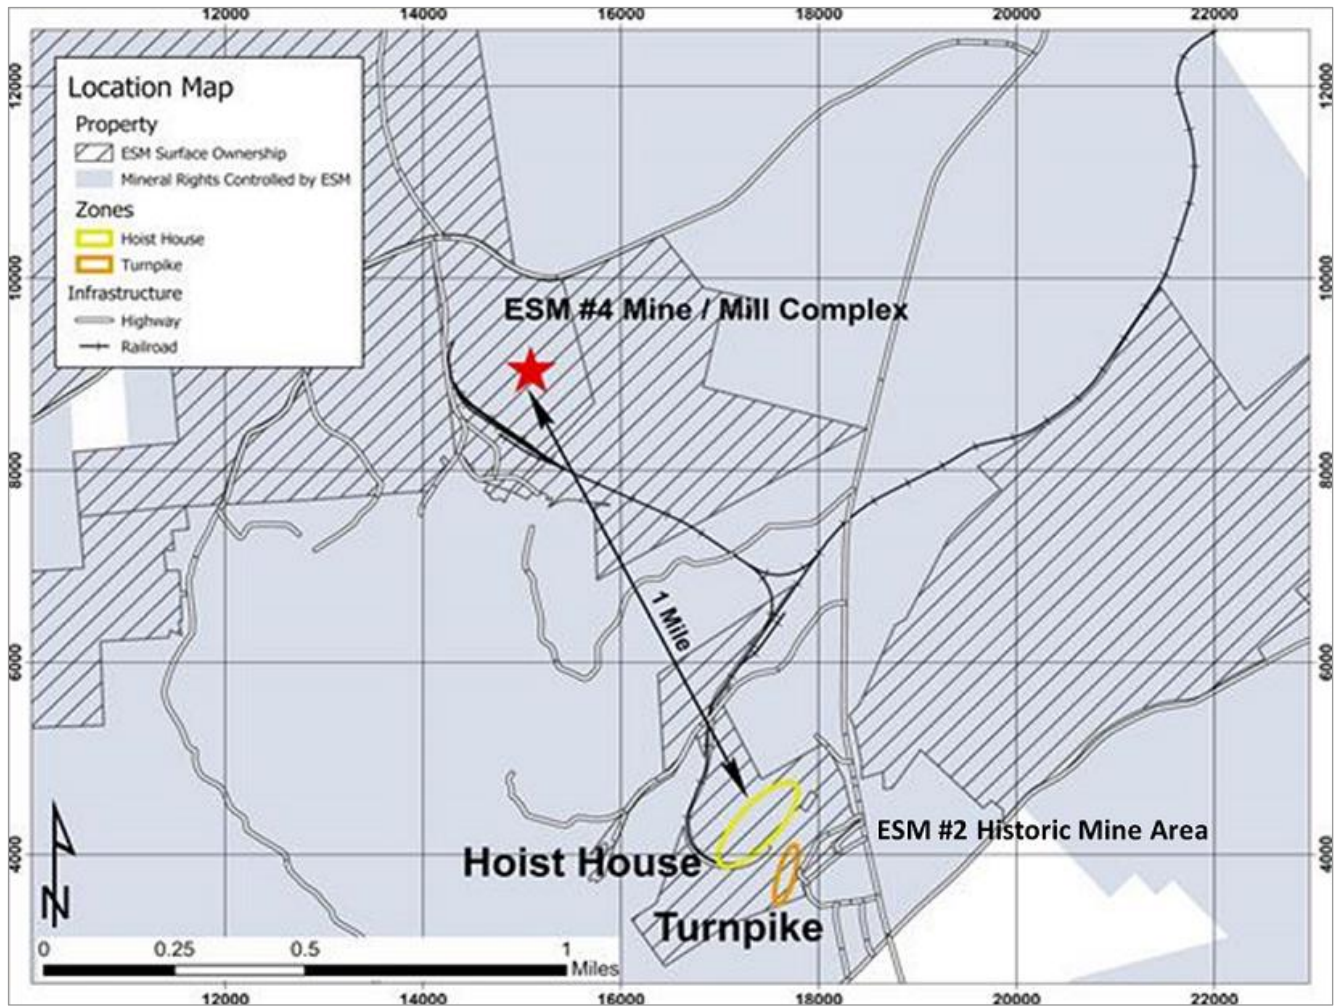 12000 14000 16000 18000 20000 22000
Location Map
Property
ESM Surface Ownership
Mineral Rights Controlled by ESM
Zones
Hoist House
Turnpike
Infrastructure
Highway
Railroad
12000
10000
8000
6000
4000
12000
10000
8000
6000
4000
ESM #4 Mine / Mill Complex
1 Mile
ESM #2 Historic Mine Area
Hoist House
Turnpike
N
0 0.25 0.5 1
Miles
12000 14000 16000 18000 20000 22000